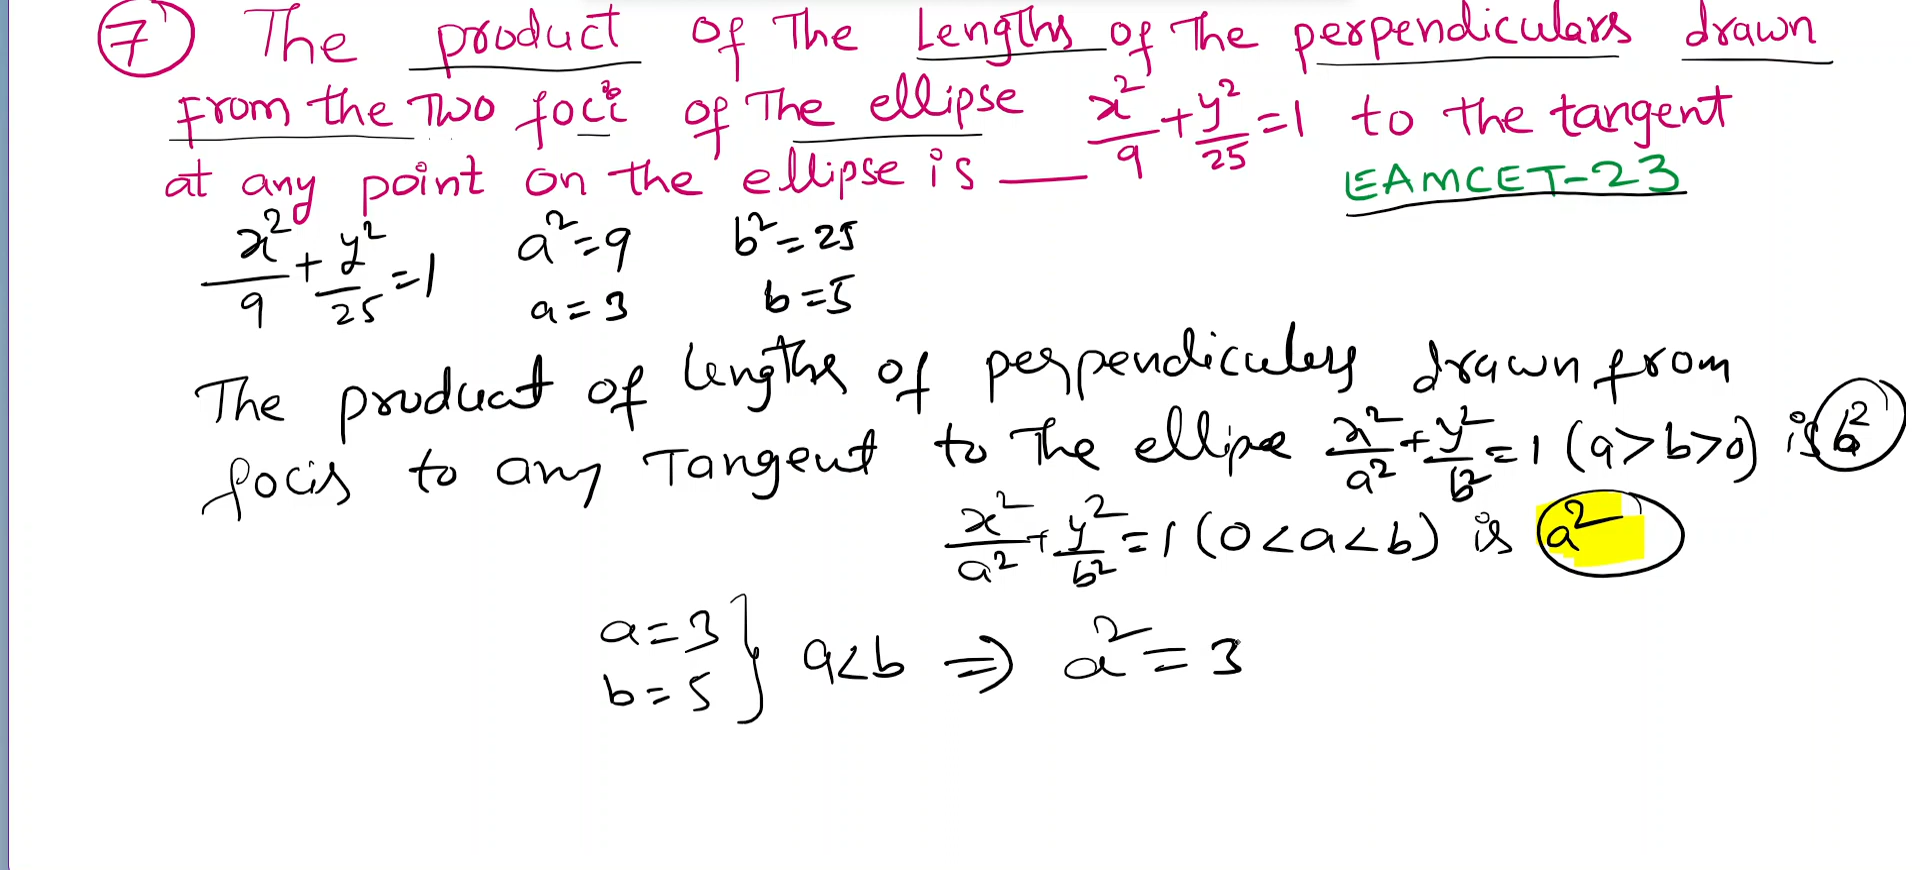 7 The product of The Lengths of The perpendiculars drawn
From the Two foci of The ellipse x²/9 + y²/25 = 1 to the tangent
at any point on the ellipse is __
EAMCET-23
x²/9 + y²/25 = 1 a² = 9 b² = 25
a = 3 b = 5
The product of lengths of perpendiculars drawn from
focis to any Tangent to The ellipse x²/a² + y²/b² = 1 (a>b>0) is b²
x²/a² + y²/b² = 1 (0<a<b) is a²
a = 3
b = 5 } a<b ⇒ a² = 3